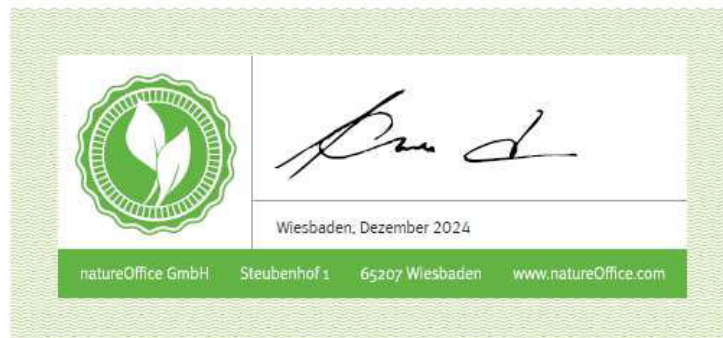 Wiesbaden, Dezember 2024
natureOffice GmbH Steubenhof 1 65207 Wiesbaden www.natureOffice.com